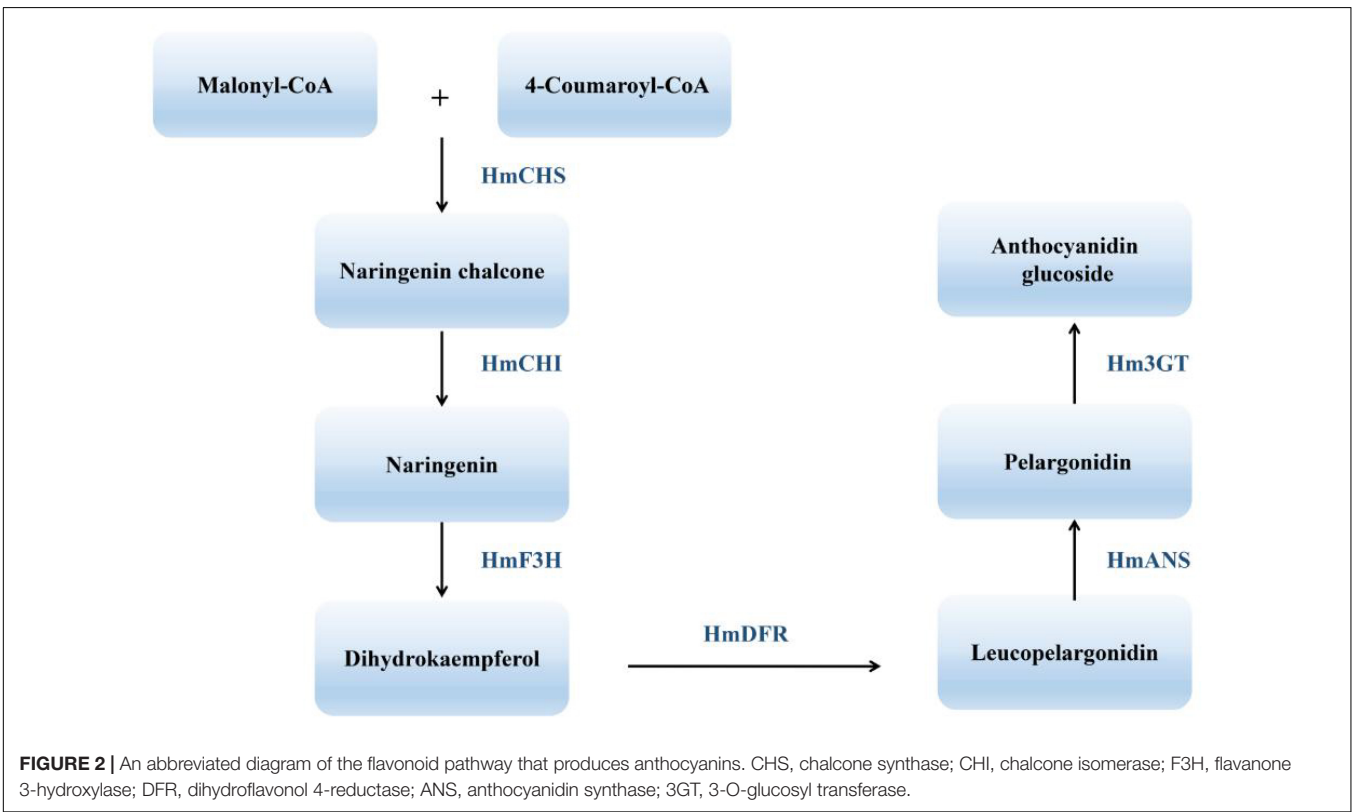 Malonyl-CoA
+
4-Coumaroyl-CoA
HmCHS
Naringenin chalcone
HmCHI
Naringenin
HmF3H
Dihydrokaempferol
HmDFR
Leucopelargonidin
HmANS
Pelargonidin
Hm3GT
Anthocyanidin
glucoside
FIGURE 2 | An abbreviated diagram of the flavonoid pathway that produces anthocyanins. CHS, chalcone synthase; CHI, chalcone isomerase; F3H, flavanone
3-hydroxylase; DFR, dihydroflavonol 4-reductase; ANS, anthocyanidin synthase; 3GT, 3-O-glucosyl transferase.